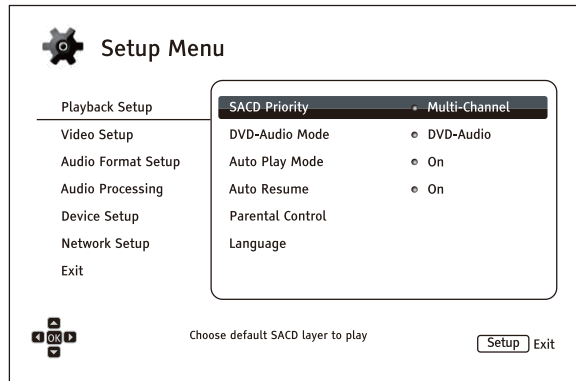 Setup Menu
Playback Setup
Video Setup
Audio Format Setup
Audio Processing
Device Setup
Network Setup
Exit
SACD Priority Multi-Channel
DVD-Audio Mode DVD-Audio
Auto Play Mode On
Auto Resume On
Parental Control
Language
OK
Choose default SACD layer to play
Setup Exit